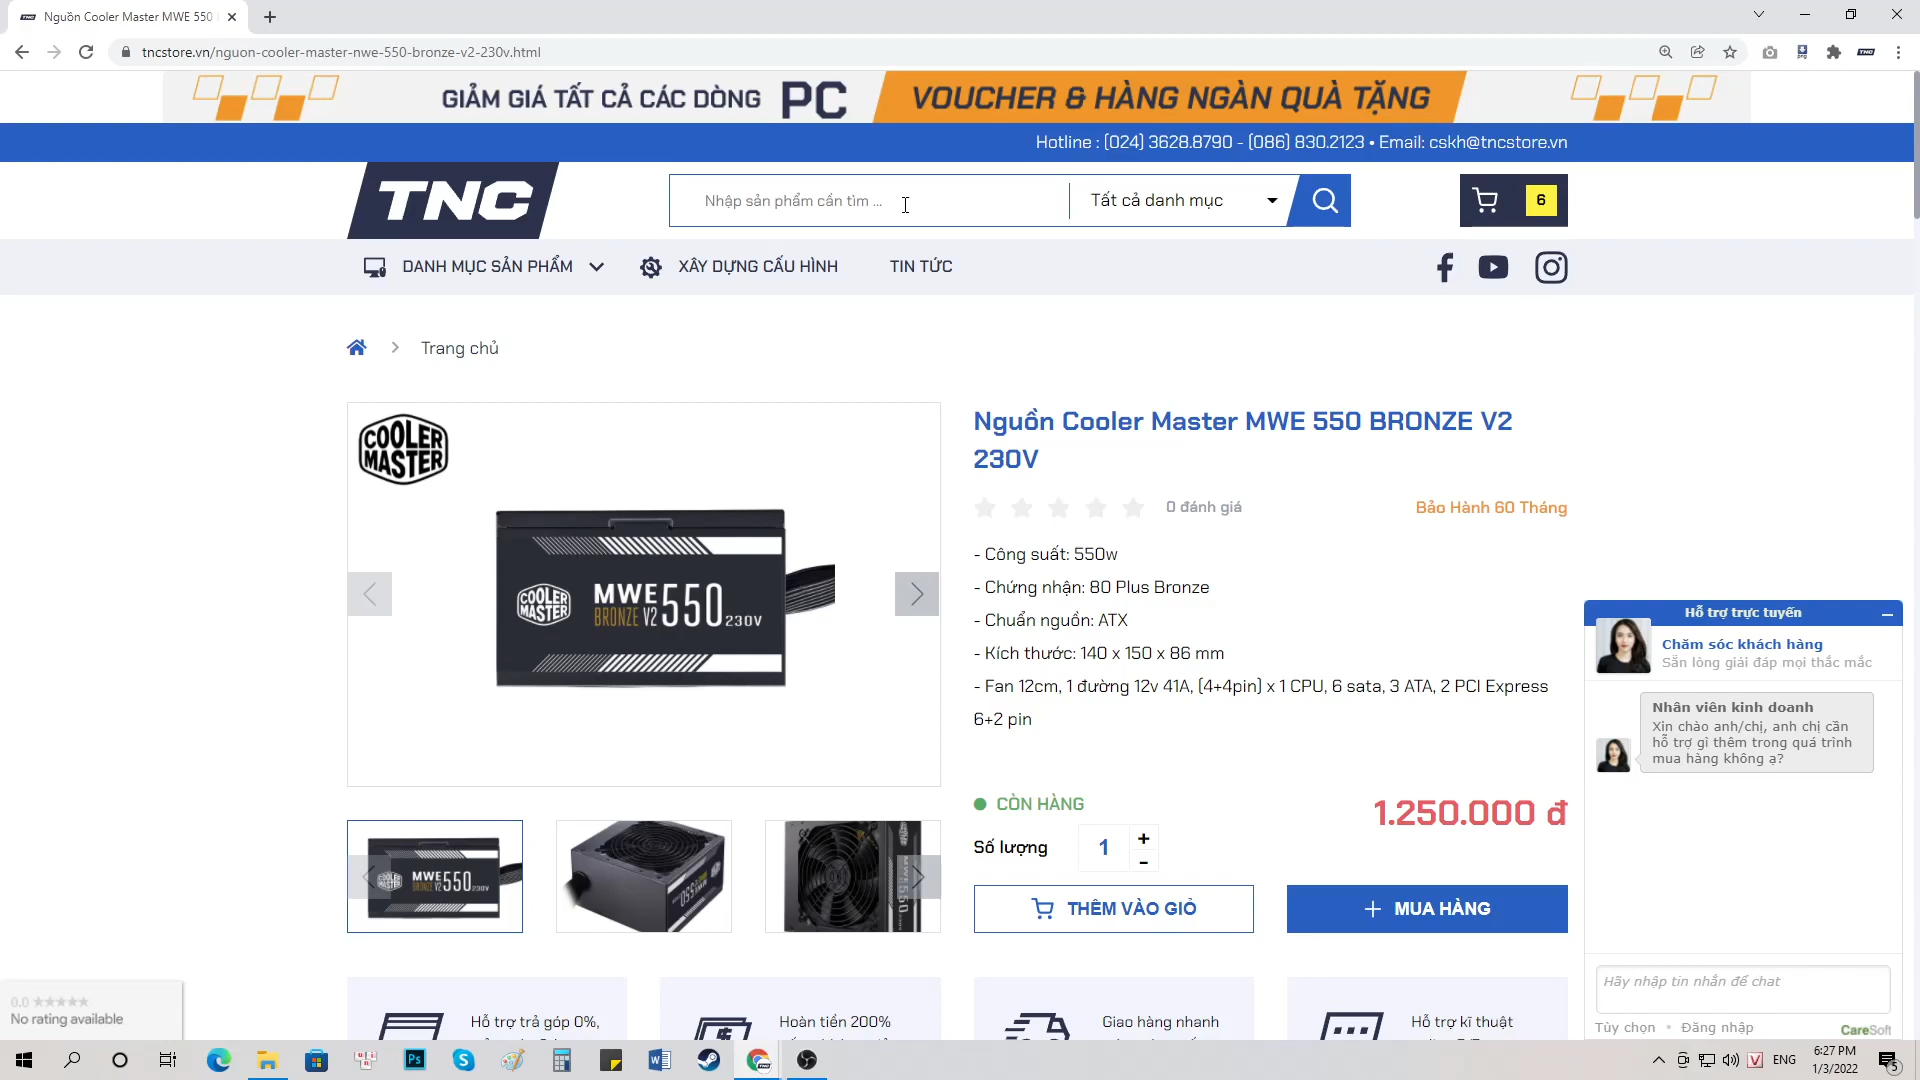 Nguồn Cooler Master MWE 550
tncstore.vn/nguon-cooler-master-nwe-550-bronze-v2-230v.html
GIẢM GIÁ TẤT CẢ CÁC DÒNG PC VOUCHER & HÀNG NGÀN QUÀ TẶNG
Hotline : (024) 3628.8790 - (086) 830.2123 • Email: cskh@tncstore.vn
TNC
Nhập sản phẩm cần tìm ...
Tất cả danh mục
6
DANH MỤC SẢN PHẨM
XÂY DỰNG CẤU HÌNH
TIN TỨC
Trang chủ
COOLER MASTER
COOLER MASTER
MWE 550
BRONZE V2 230V
Nguồn Cooler Master MWE 550 BRONZE V2
230V
0 đánh giá
Bảo Hành 60 Tháng
- Công suất: 550w
- Chứng nhận: 80 Plus Bronze
- Chuẩn nguồn: ATX
- Kích thước: 140 x 150 x 86 mm
- Fan 12cm, 1 đường 12v 41A, (4+4pin) x 1 CPU, 6 sata, 3 ATA, 2 PCI Express
6+2 pin
CÒN HÀNG
1.250.000 đ
Số lượng
1
+
-
THÊM VÀO GIỎ
+ MUA HÀNG
MWE 550
MWE 550
MWE 550
Hỗ trợ trả góp 0%,
Hoàn tiền 200%
Giao hàng nhanh
Hỗ trợ kĩ thuật
Hỗ trợ trực tuyến
Chăm sóc khách hàng
Sẵn lòng giải đáp mọi thắc mắc
Nhân viên kinh doanh
Xin chào anh/chị, anh chị cần
hỗ trợ gì thêm trong quá trình
mua hàng không ạ?
Hãy nhập tin nhắn để chat
Tùy chọn • Đăng nhập
CareSoft
0.0
No rating available
ENG
6:27 PM
1/3/2022
5